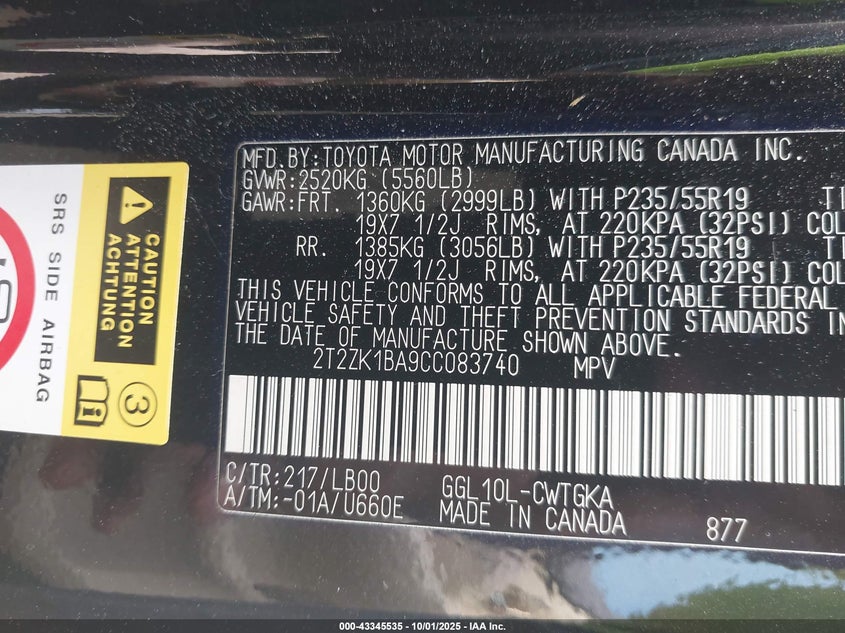 MFD. BY: TOYOTA MOTOR MANUFACTURING CANADA INC.
GVWR: 2520KG (5560LB)
GAWR: FRT. 1360KG (2999LB) WITH P235/55R19
19X7 1/2J RIMS, AT 220KPA (32PSI) COL
RR. 1385KG (3056LB) WITH P235/55R19
19X7 1/2J RIMS, AT 220KPA (32PSI) COL
THIS VEHICLE CONFORMS TO ALL APPLICABLE FEDERAL
VEHICLE SAFETY AND THEFT PREVENTION STANDARDS IN
THE DATE OF MANUFACTURE SHOWN ABOVE.
2T2ZK1BA9CC083740 MPV
C/TR: 217/LB00 GGL10L-CWTGKA
A/TM: -01A/U660E MADE IN CANADA 877
SRS SIDE AIRBAG
CAUTION
ATTENTION
ACHTUNG
3
000-43345535 - 10/01/2025 - IAA Inc.